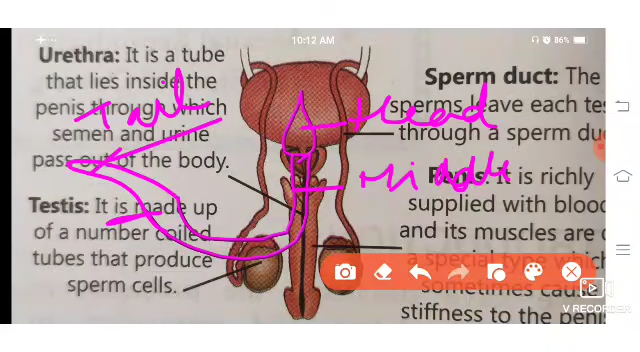 10:12 AM
86%
Urethra: It is a tube
that lies inside the
penis through which
semen and urine
pass out of the body.
Testis: It is made up
of a number coiled
tubes that produce
sperm cells.
Tail
Head
Middle
Sperm duct: The
sperms leave each tes
through a sperm du
Penis: It is richly
supplied with blood
and its muscles are
a special type which
sometimes cause
stiffness to the penis
V RECORDER